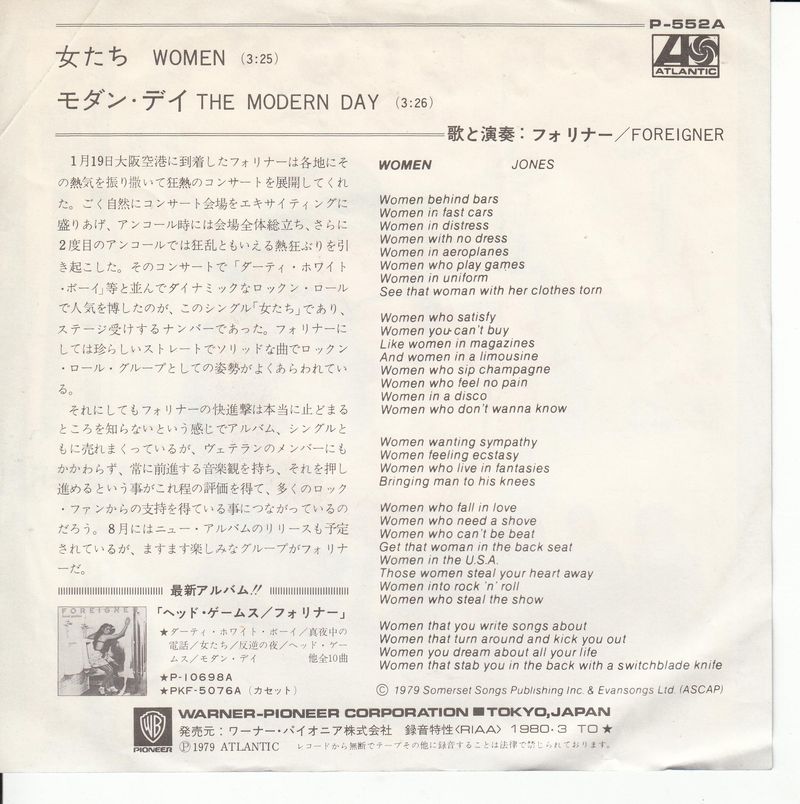 P-552A
女たち WOMEN (3:25)
ATLANTIC
モダン・デイ THE MODERN DAY (3:26)
歌と演奏：フォリナー／FOREIGNER
1月19日大阪空港に到着したフォリナーは各地にそ
の熱気を振り撒いて狂熱のコンサートを展開してくれ
た。ごく自然にコンサート会場をエキサイティングに
盛りあげ、アンコール時には会場全体総立ち、さらに
2度目のアンコールでは狂乱ともいえる熱狂ぶりを引
き起こした。そのコンサートで「ダーティ・ホワイト
・ボーイ」等と並んでダイナミックなロックン・ロール
で人気を博したのが、このシングル「女たち」であり、
ステージ受けするナンバーであった。フォリナーに
しては珍らしいストレートでソリッドな曲でロックン
・ロール・グループとしての姿勢がよくあらわれてい
る。
それにしてもフォリナーの快進撃は本当に止どまる
ところを知らないという感じでアルバム、シングルと
もに売れまくっているが、ヴェテランのメンバーにも
かかわらず、常に前進する音楽観を持ち、それを押し
進めるという事がこれ程の評価を得て、多くのロック
・ファンからの支持を得ている事につながっているの
だろう。8月にはニュー・アルバムのリリースも予定
されているが、ますます楽しみなグループがフォリナ
ーだ。
最新アルバム!!
FOREIGNER
「ヘッド・ゲームス／フォリナー」
★ダーティ・ホワイト・ボーイ／真夜中の
電話／女たち／反逆の夜／ヘッド・ゲー
ムス／モダン・デイ 他全10曲
★P-10698A
★PKF-5076A（カセット）
WOMEN JONES
Women behind bars
Women in fast cars
Women in distress
Women with no dress
Women in aeroplanes
Women who play games
Women in uniform
See that woman with her clothes torn
Women who satisfy
Women you can't buy
Like women in magazines
And women in a limousine
Women who sip champagne
Women who feel no pain
Women in a disco
Women who don't wanna know
Women wanting sympathy
Women feeling ecstasy
Women who live in fantasies
Bringing man to his knees
Women who fall in love
Women who need a shove
Women who can't be beat
Get that woman in the back seat
Women in the U.S.A.
Those women steal your heart away
Women into rock 'n' roll
Women who steal the show
Women that you write songs about
Women that turn around and kick you out
Women you dream about all your life
Women that stab you in the back with a switchblade knife
© 1979 Somerset Songs Publishing Inc. & Evansongs Ltd. (ASCAP)
WB
PIONEER
WARNER-PIONEER CORPORATION ■ TOKYO, JAPAN
発売元：ワーナー・パイオニア株式会社 録音特性〈RIAA〉1980・3 TO★
Ⓟ1979 ATLANTIC レコードから無断でテープその他に録音することは法律で禁じられております。